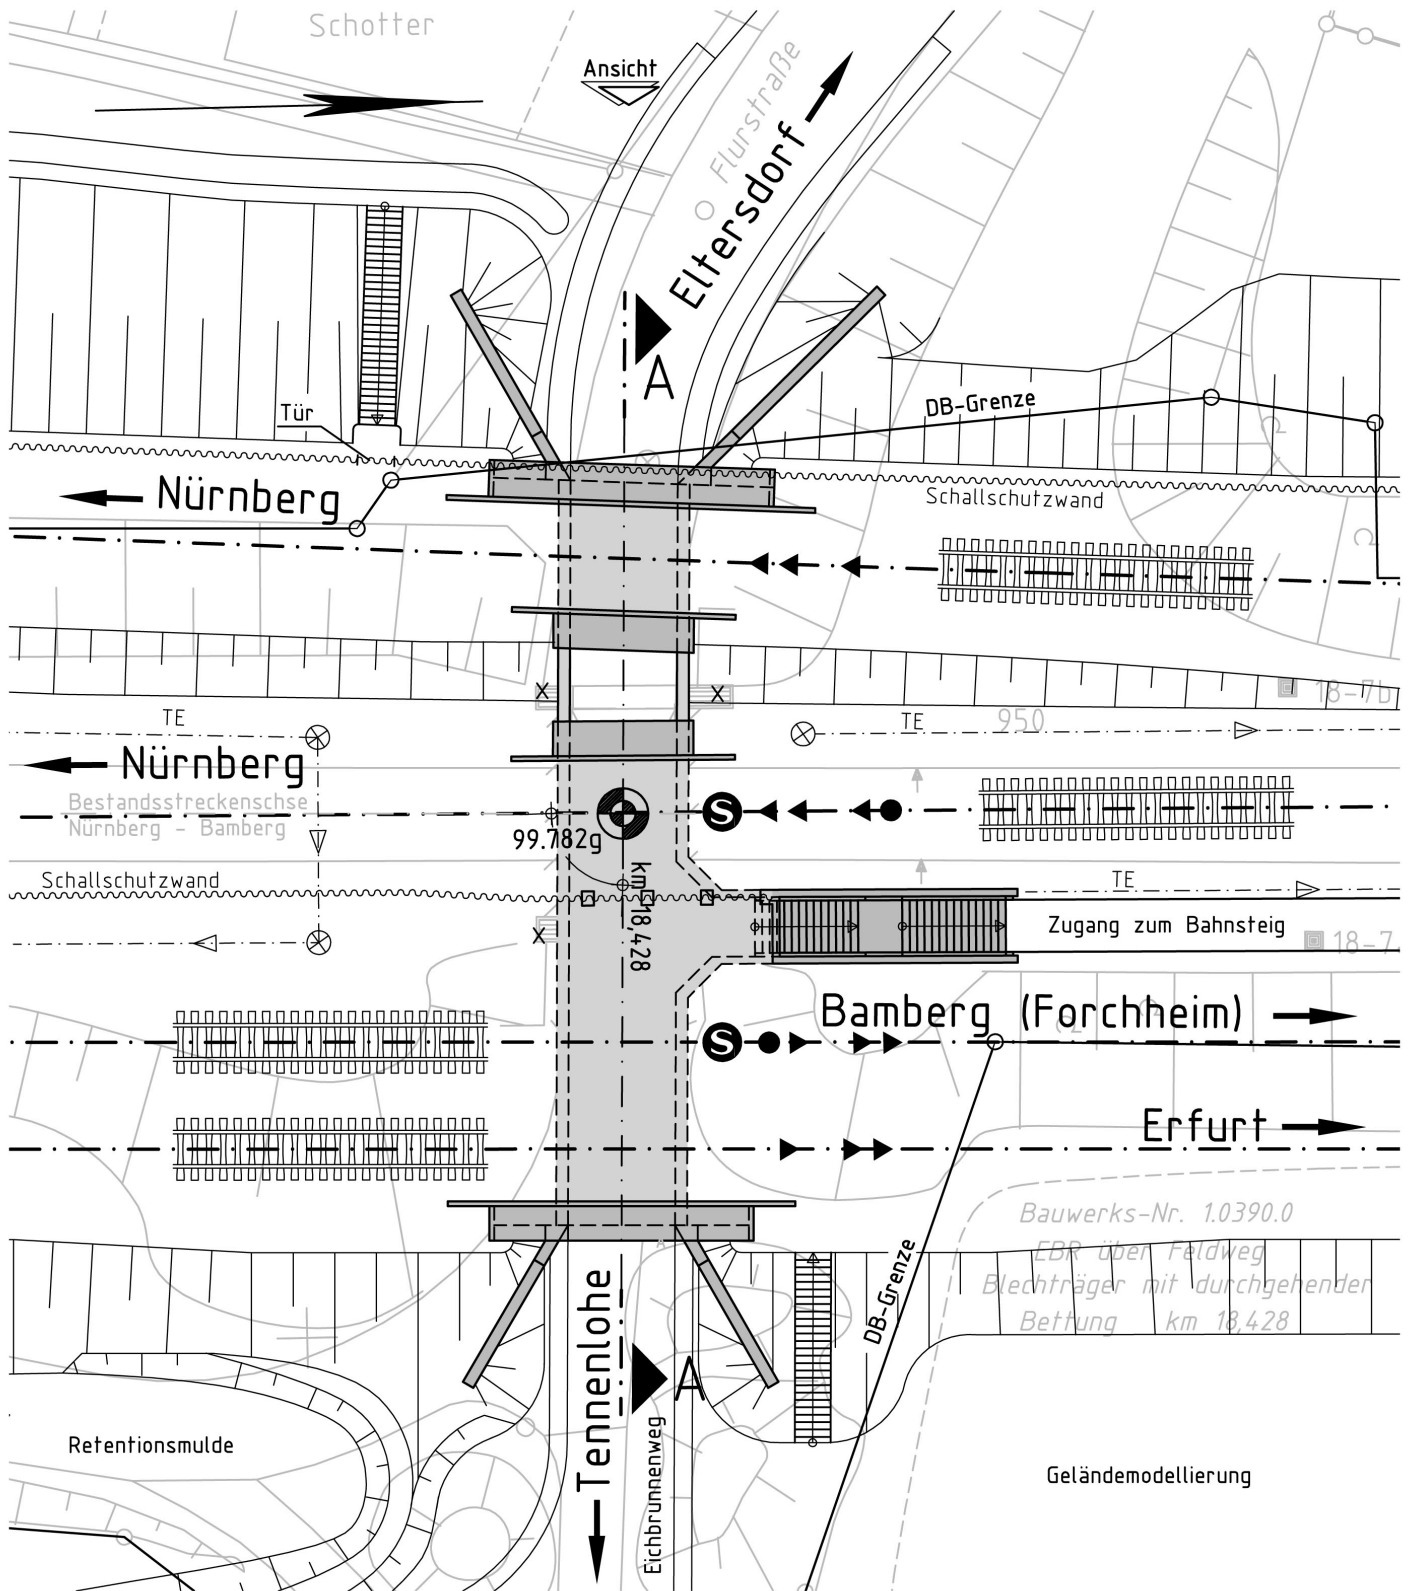 Schotter
Ansicht
Flurstraße
Eltersdorf
A
Tür
DB-Grenze
Nürnberg
Schallschutzwand
X
X
18-7b
TE
TE
950
Nürnberg
Bestandsstreckenschse
Nürnberg - Bamberg
S
99.782g
km 18,428
Schallschutzwand
TE
Zugang zum Bahnsteig
X
18-7
Bamberg (Forchheim)
S
Erfurt
Bauwerks-Nr. 1.0390.0
EBR über Feldweg
Blechträger mit durchgehender
Bettung km 18,428
DB-Grenze
Tennenlohe
A
Eichbrunnenweg
Retentionsmulde
Geländemodellierung